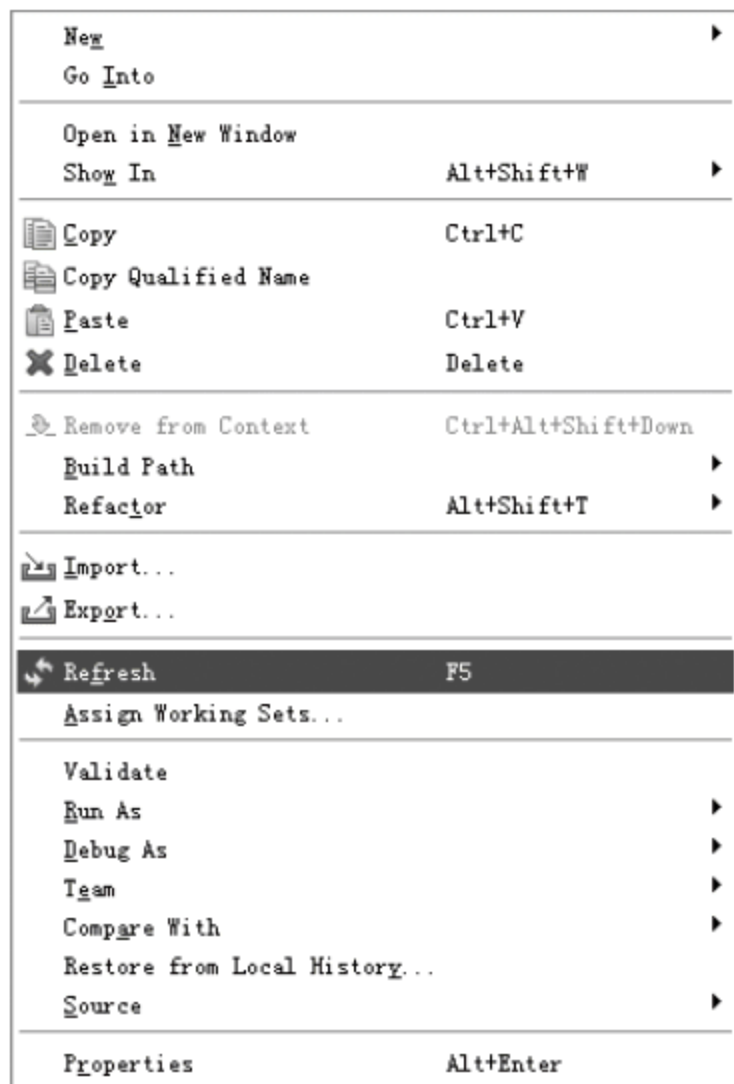 New
Go Into
Open in New Window
Show In Alt+Shift+W
Copy Ctrl+C
Copy Qualified Name
Paste Ctrl+V
Delete Delete
Remove from Context Ctrl+Alt+Shift+Down
Build Path
Refactor Alt+Shift+T
Import...
Export...
Refresh F5
Assign Working Sets...
Validate
Run As
Debug As
Team
Compare With
Restore from Local History...
Source
Properties Alt+Enter